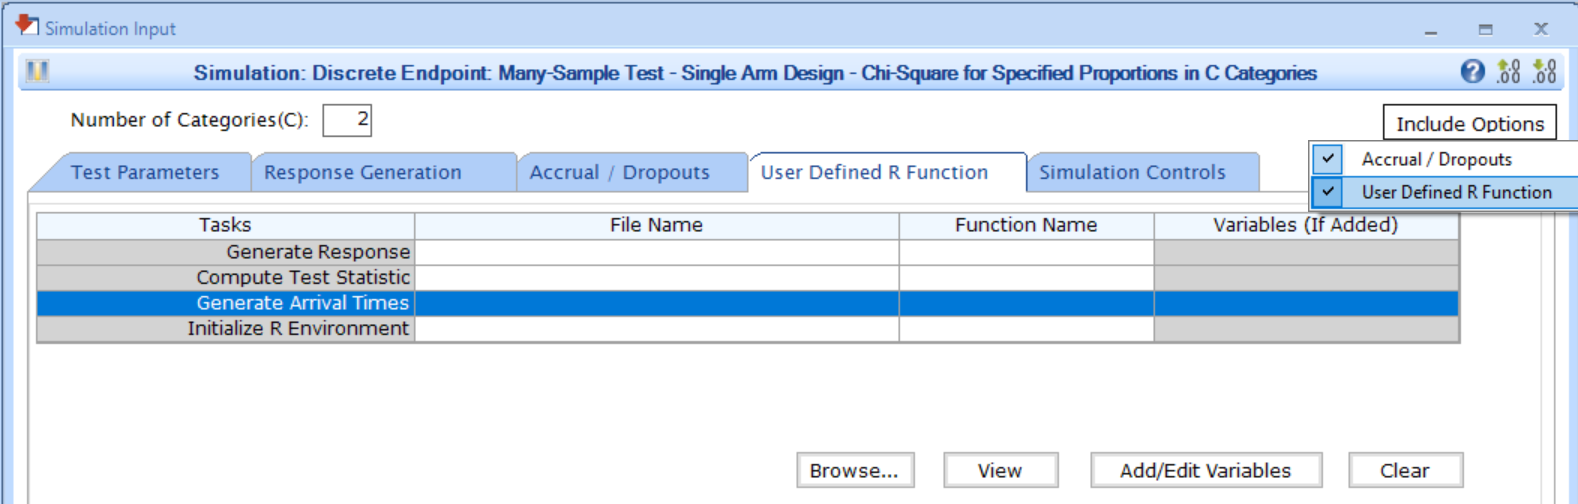 Simulation Input
Simulation: Discrete Endpoint: Many-Sample Test - Single Arm Design - Chi-Square for Specified Proportions in C Categories
Number of Categories(C): 2
Include Options
Accrual / Dropouts
User Defined R Function
Test Parameters Response Generation Accrual / Dropouts User Defined R Function Simulation Controls
Tasks File Name Function Name Variables (If Added)
Generate Response
Compute Test Statistic
Generate Arrival Times
Initialize R Environment
Browse... View Add/Edit Variables Clear